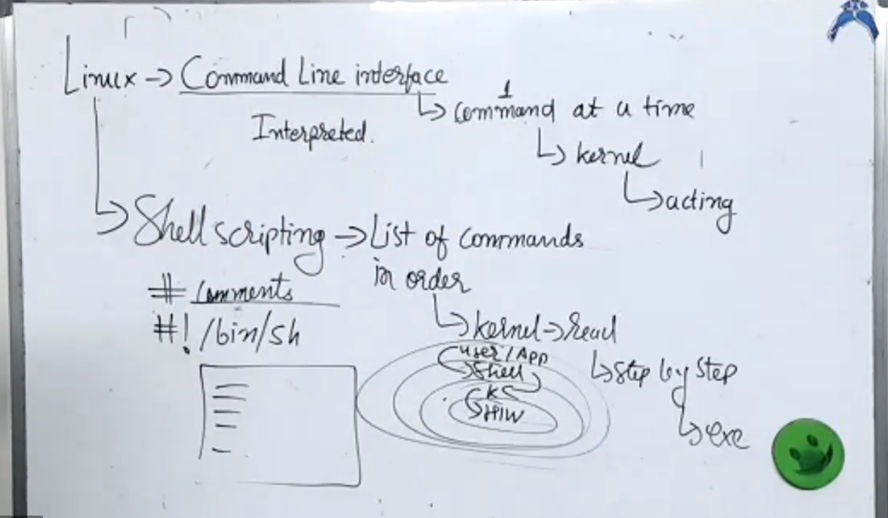 Linux → Command Line interface
↳ 1 command at a time
Interpreted.
↳ kernel
↳ acting
↳ Shell scripting → List of commands
in order
# comments
#! /bin/sh
↳ kernel → read
↳ step by step
↳ exe
user/App
Shell
K
H/W